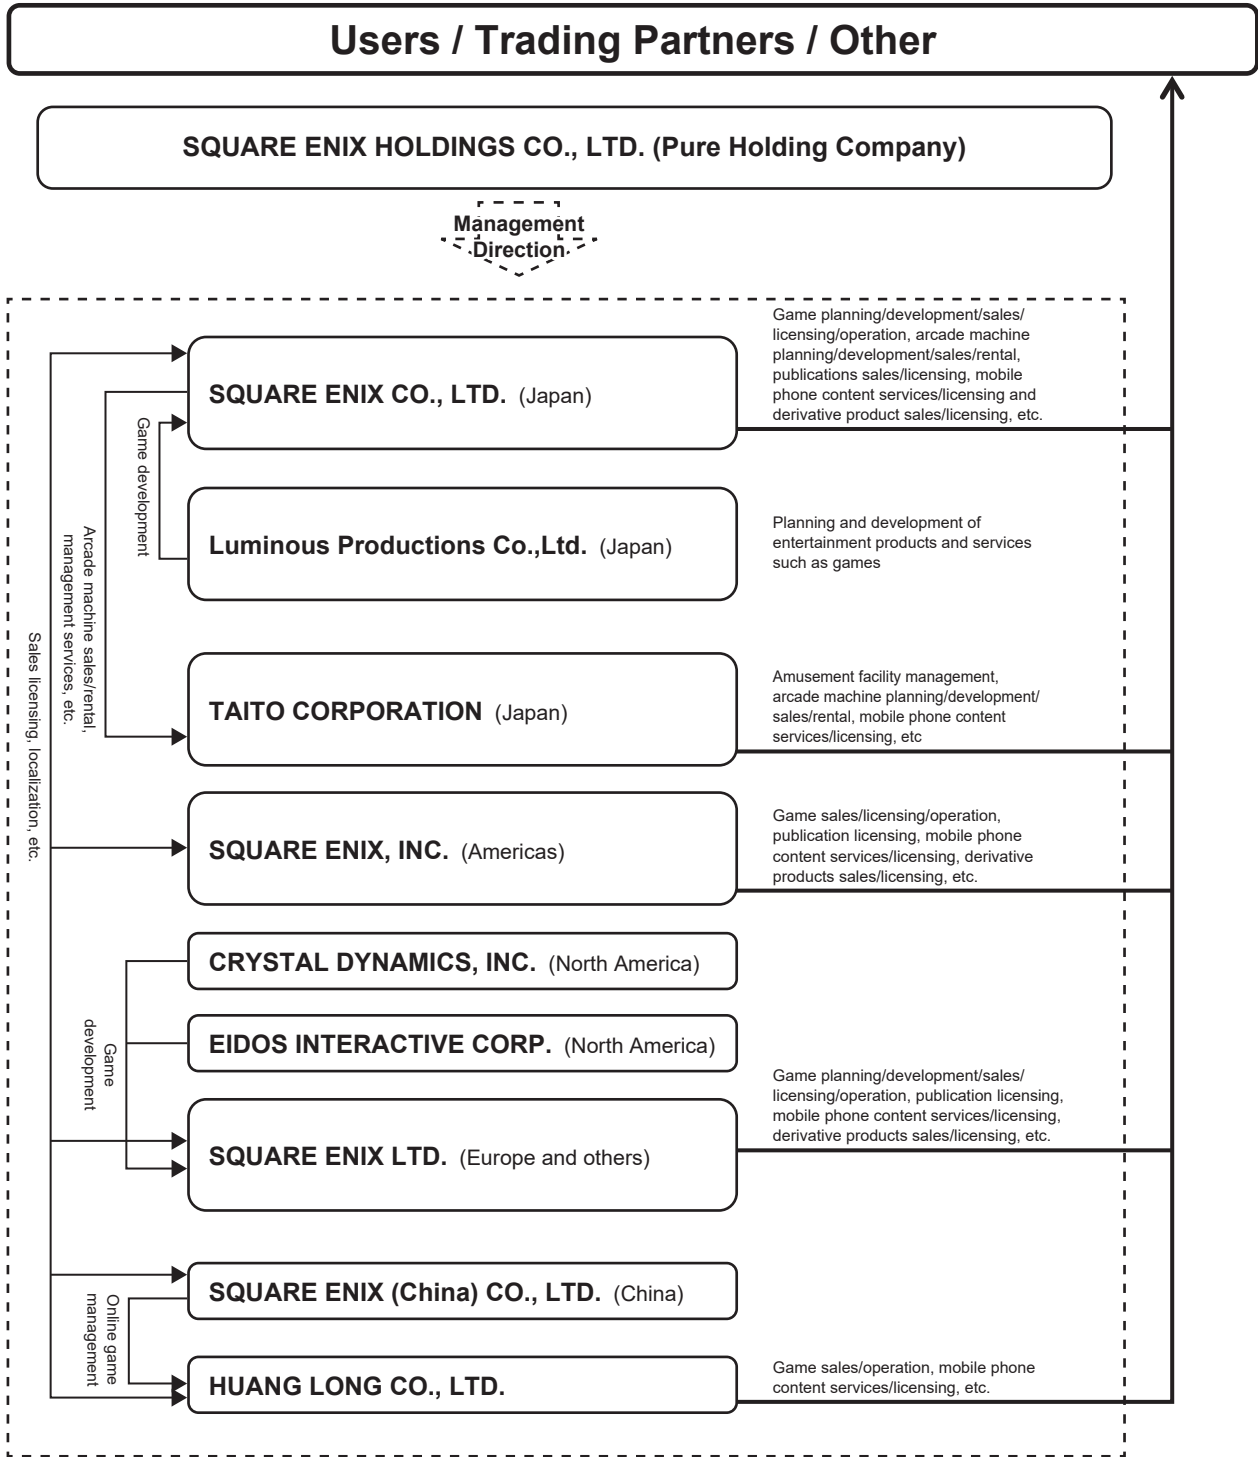 Users / Trading Partners / Other
SQUARE ENIX HOLDINGS CO., LTD. (Pure Holding Company)
Management
Direction
Game planning/development/sales/
licensing/operation, arcade machine
planning/development/sales/rental,
publications sales/licensing, mobile
phone content services/licensing and
derivative product sales/licensing, etc.
SQUARE ENIX CO., LTD. (Japan)
Game development
Luminous Productions Co.,Ltd. (Japan)
Planning and development of
entertainment products and services
such as games
Arcade machine sales/rental,
management services, etc.
Sales licensing, localization, etc.
TAITO CORPORATION (Japan)
Amusement facility management,
arcade machine planning/development/
sales/rental, mobile phone content
services/licensing, etc
SQUARE ENIX, INC. (Americas)
Game sales/licensing/operation,
publication licensing, mobile phone
content services/licensing, derivative
products sales/licensing, etc.
CRYSTAL DYNAMICS, INC. (North America)
EIDOS INTERACTIVE CORP. (North America)
Game
development
SQUARE ENIX LTD. (Europe and others)
Game planning/development/sales/
licensing/operation, publication licensing,
mobile phone content services/licensing,
derivative products sales/licensing, etc.
SQUARE ENIX (China) CO., LTD. (China)
Online game
management
HUANG LONG CO., LTD.
Game sales/operation, mobile phone
content services/licensing, etc.